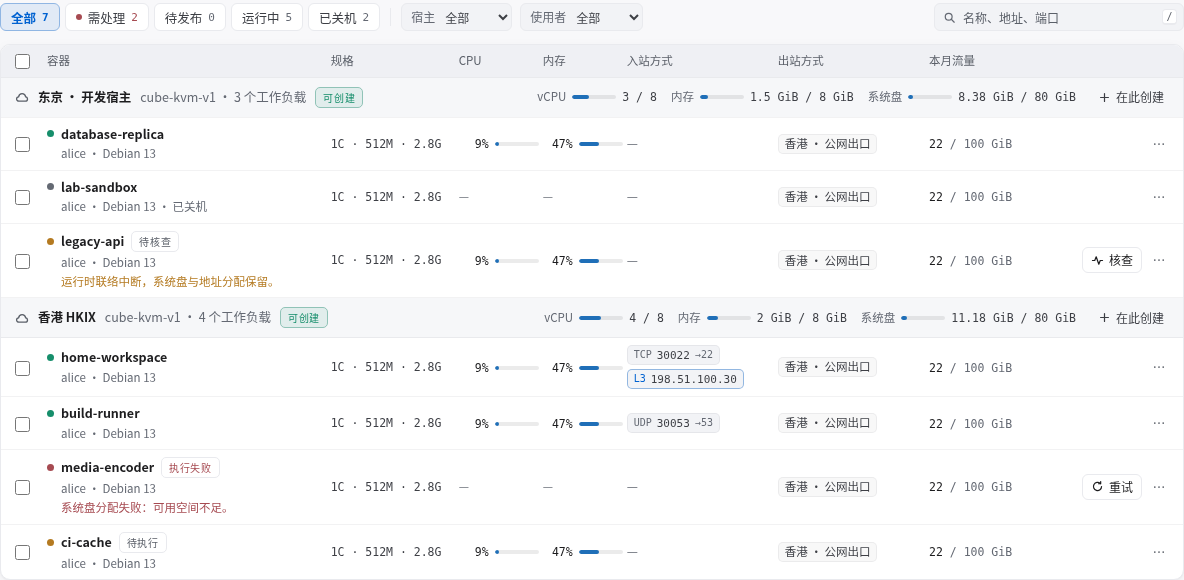 全部 7 需处理 2 待发布 0 运行中 5 已关机 2 宿主 全部 使用者 全部 名称、地址、端口 /
容器 规格 CPU 内存 入站方式 出站方式 本月流量
东京 · 开发宿主 cube-kvm-v1 · 3 个工作负载 可创建 vCPU 3 / 8 内存 1.5 GiB / 8 GiB 系统盘 8.38 GiB / 80 GiB + 在此创建
database-replica
alice · Debian 13
1C · 512M · 2.8G 9% 47% — 香港 · 公网出口 22 / 100 GiB ···
lab-sandbox
alice · Debian 13 · 已关机
1C · 512M · 2.8G — — — 香港 · 公网出口 22 / 100 GiB ···
legacy-api 待核查
alice · Debian 13
运行时联络中断，系统盘与地址分配保留。
1C · 512M · 2.8G 9% 47% — 香港 · 公网出口 22 / 100 GiB 核查 ···
香港 HKIX cube-kvm-v1 · 4 个工作负载 可创建 vCPU 4 / 8 内存 2 GiB / 8 GiB 系统盘 11.18 GiB / 80 GiB + 在此创建
home-workspace
alice · Debian 13
1C · 512M · 2.8G 9% 47% TCP 30022 →22
L3 198.51.100.30
香港 · 公网出口 22 / 100 GiB ···
build-runner
alice · Debian 13
1C · 512M · 2.8G 9% 47% UDP 30053 →53 香港 · 公网出口 22 / 100 GiB ···
media-encoder 执行失败
alice · Debian 13
系统盘分配失败：可用空间不足。
1C · 512M · 2.8G — — — 香港 · 公网出口 22 / 100 GiB 重试 ···
ci-cache 待执行
alice · Debian 13
1C · 512M · 2.8G 9% 47% — 香港 · 公网出口 22 / 100 GiB ···